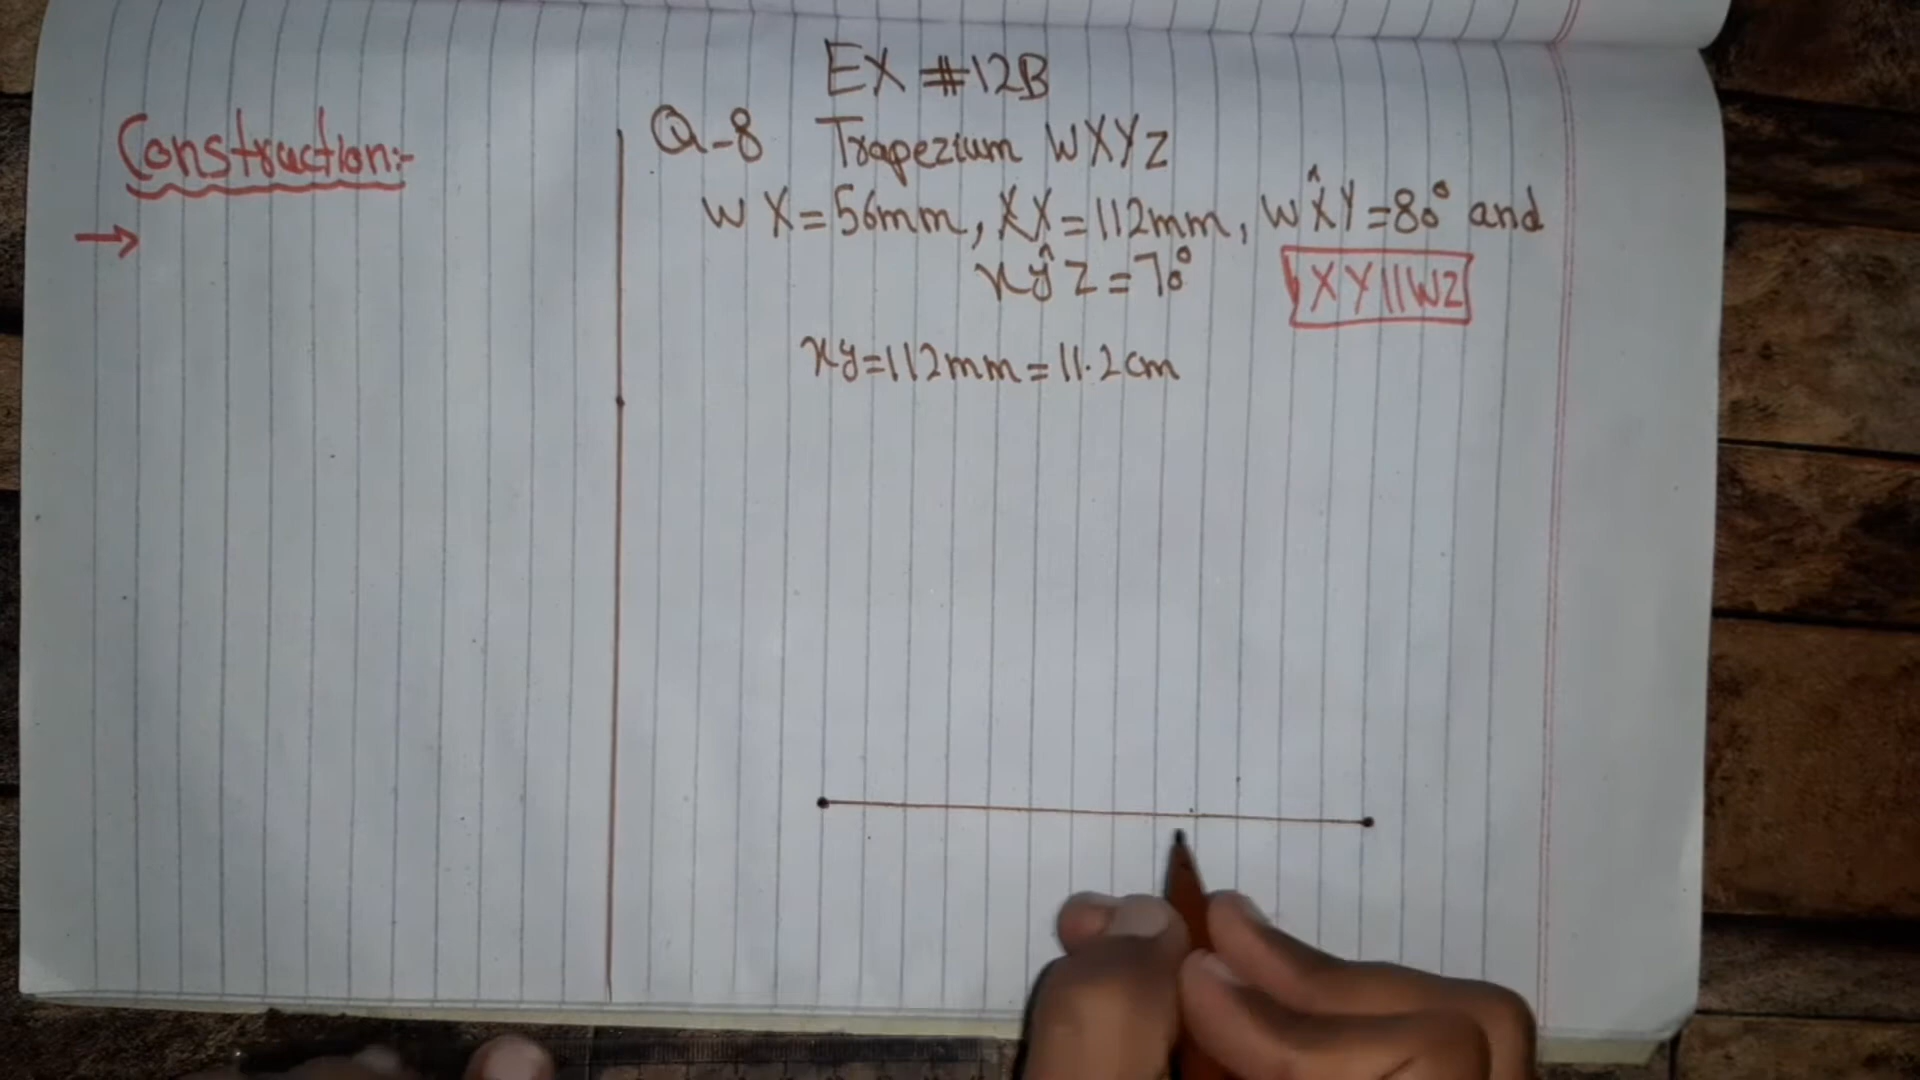 EX #12B
Construction:-
→
Q-8 Trapezium WXYZ
WX=56mm, XX=112mm, WX̂Y=80° and
xŷz=70° XY||WZ
xy=112mm=11.2cm